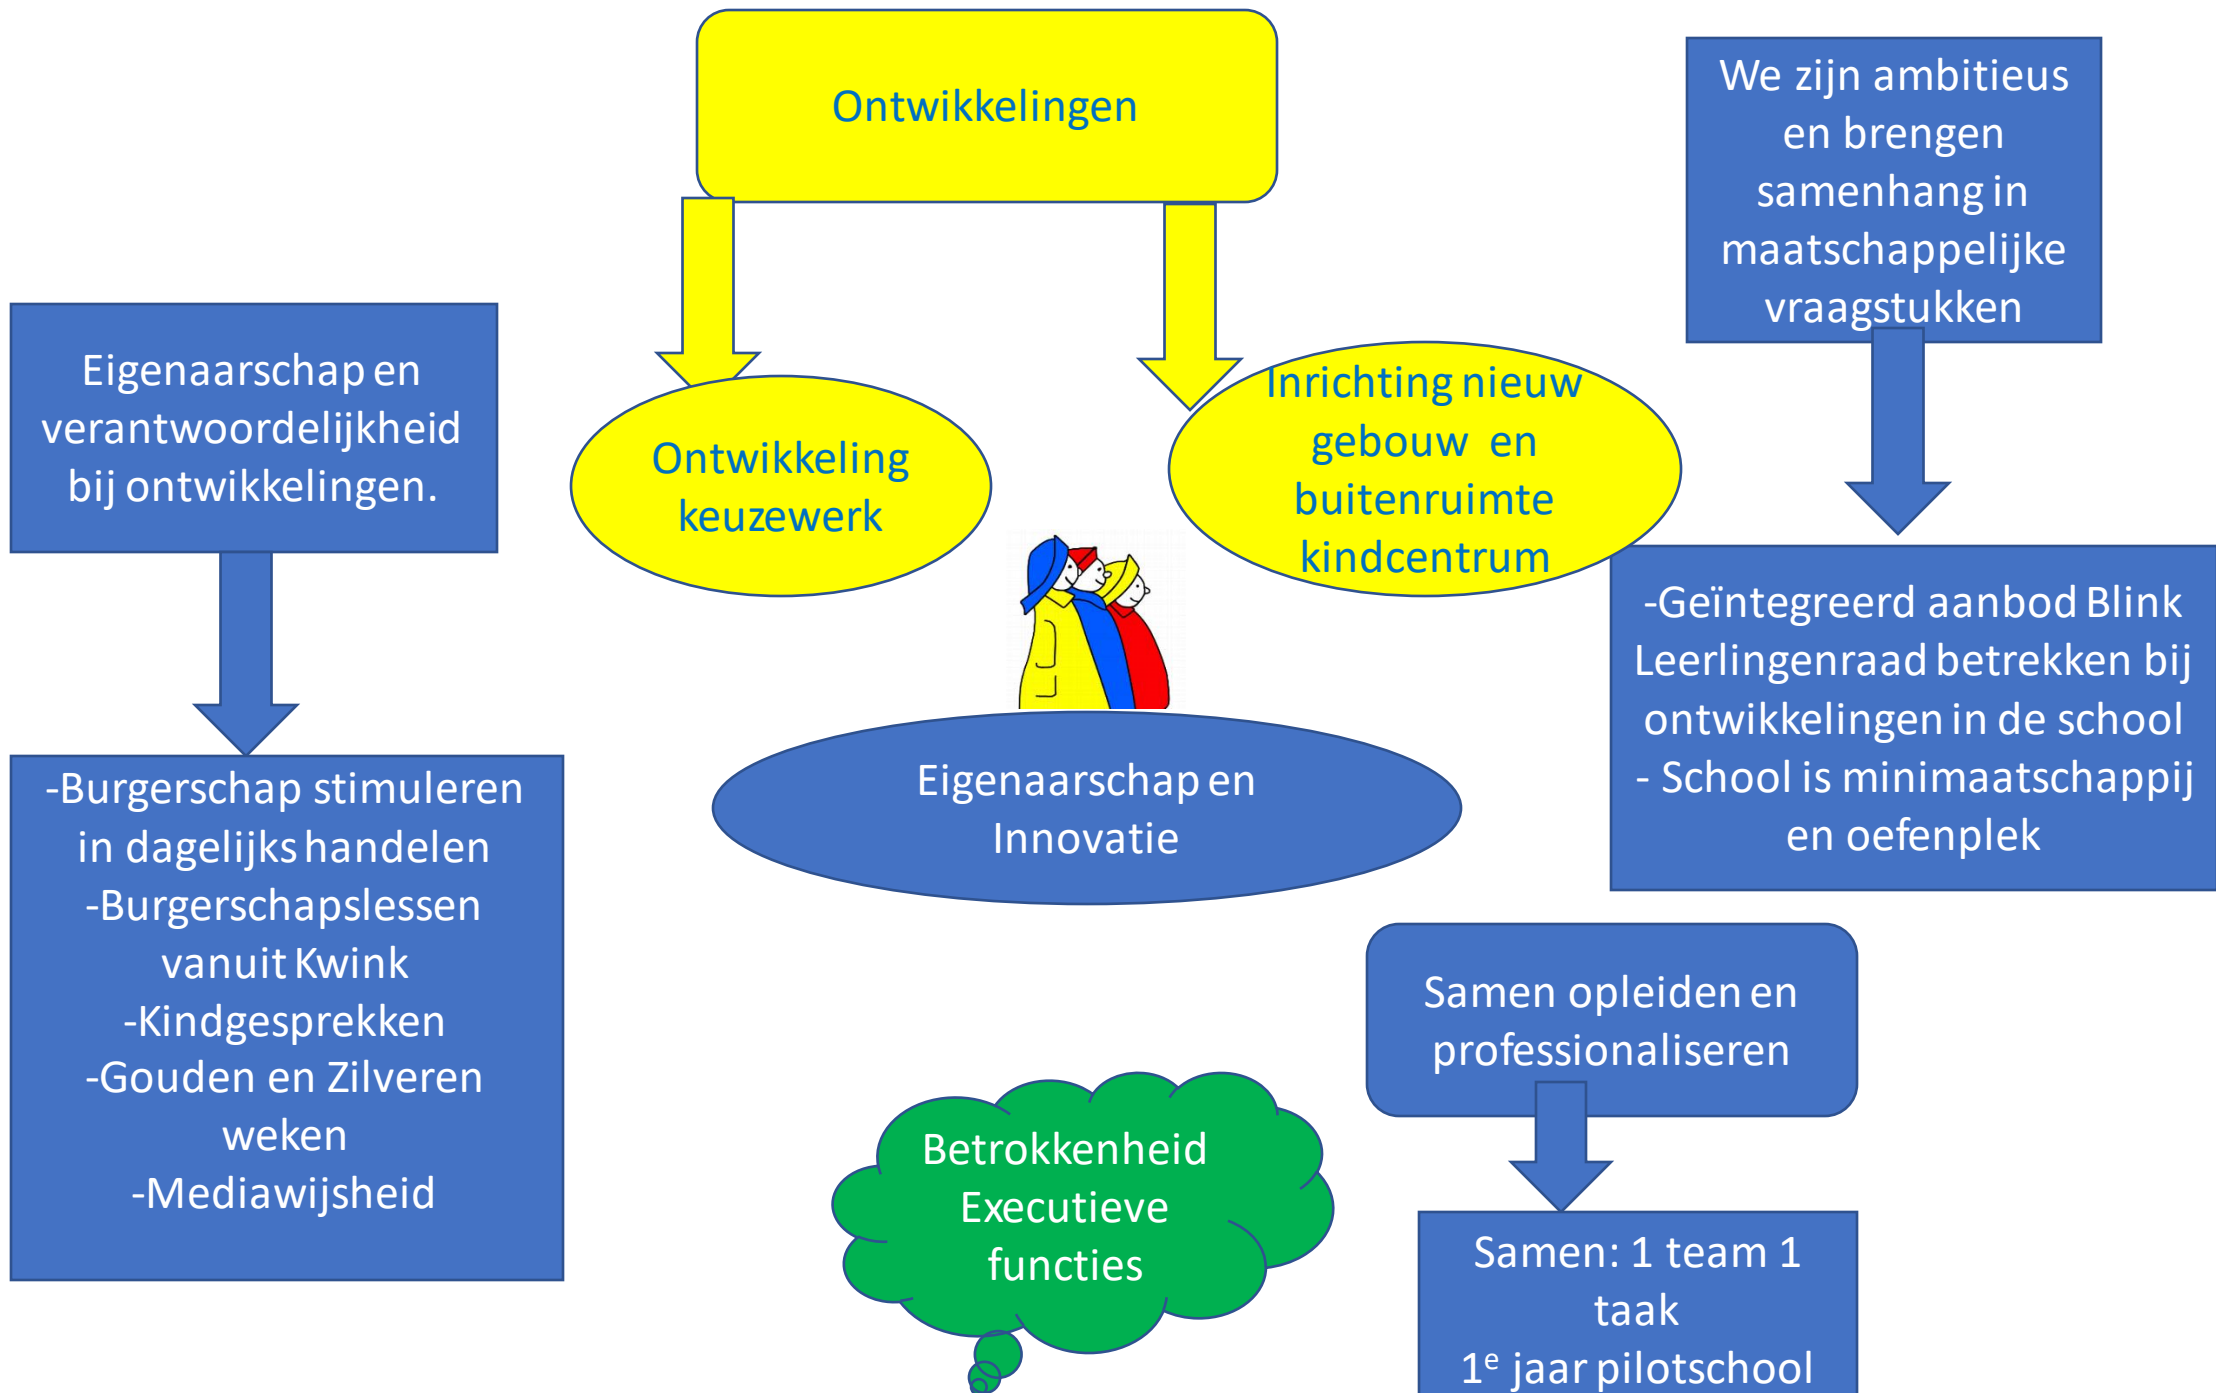 Ontwikkelingen
We zijn ambitieus
en brengen
samenhang in
maatschappelijke
vraagstukken
Eigenaarschap en
verantwoordelijkheid
bij ontwikkelingen.
Ontwikkeling
keuzewerk
Inrichting nieuw
gebouw en
buitenruimte
kindcentrum
-Geïntegreerd aanbod Blink
Leerlingenraad betrekken bij
ontwikkelingen in de school
- School is minimaatschappij
en oefenplek
Eigenaarschap en
Innovatie
-Burgerschap stimuleren
in dagelijks handelen
-Burgerschapslessen
vanuit Kwink
-Kindgesprekken
-Gouden en Zilveren
weken
-Mediawijsheid
Samen opleiden en
professionaliseren
Betrokkenheid
Executieve
functies
Samen: 1 team 1
taak
1e jaar pilotschool